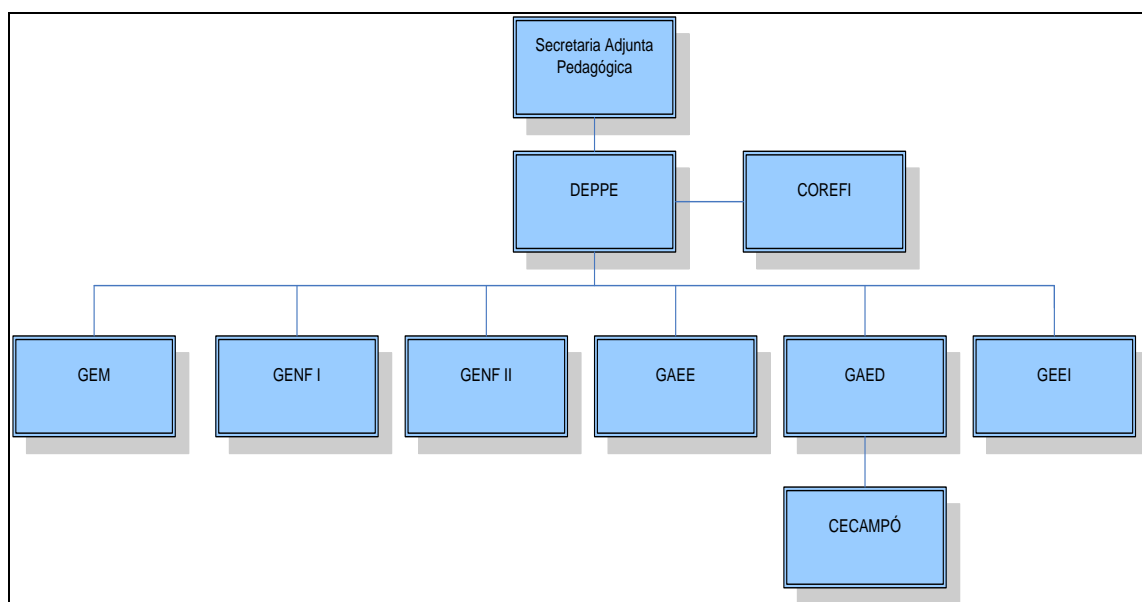 Secretaria Adjunta
Pedagógica
DEPPE
COREFI
GEM
GENF I
GENF II
GAEE
GAED
GEEI
CECAMPÓ